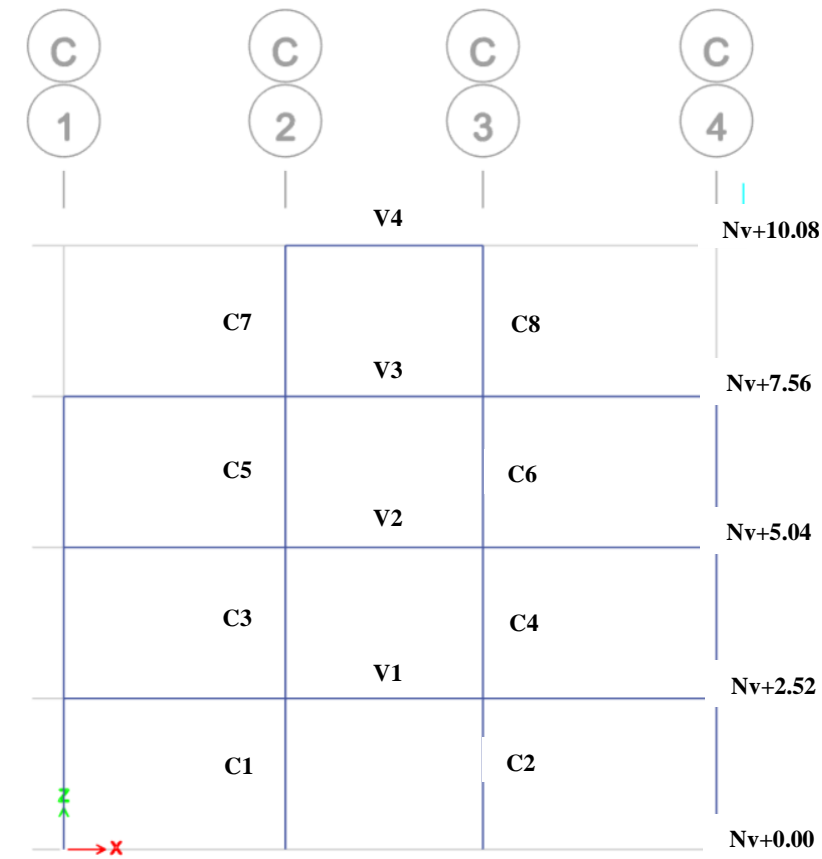 C C C C
1 2 3 4
V4
Nv+10.08
C7 C8
V3
Nv+7.56
C5 C6
V2
Nv+5.04
C3 C4
V1
Nv+2.52
C1 C2
Z
X
Nv+0.00